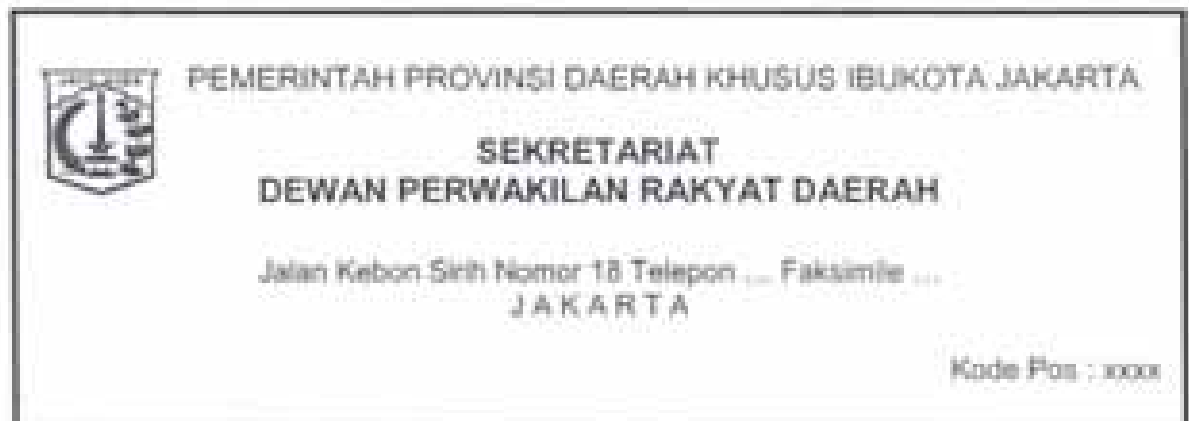 PEMERINTAH PROVINSI DAERAH KHUSUS IBUKOTA JAKARTA
SEKRETARIAT
DEWAN PERWAKILAN RAKYAT DAERAH
Jalan Kebon Sirih Nomor 18 Telepon ... Faksimile ...
J A K A R T A
Kode Pos : xxxx